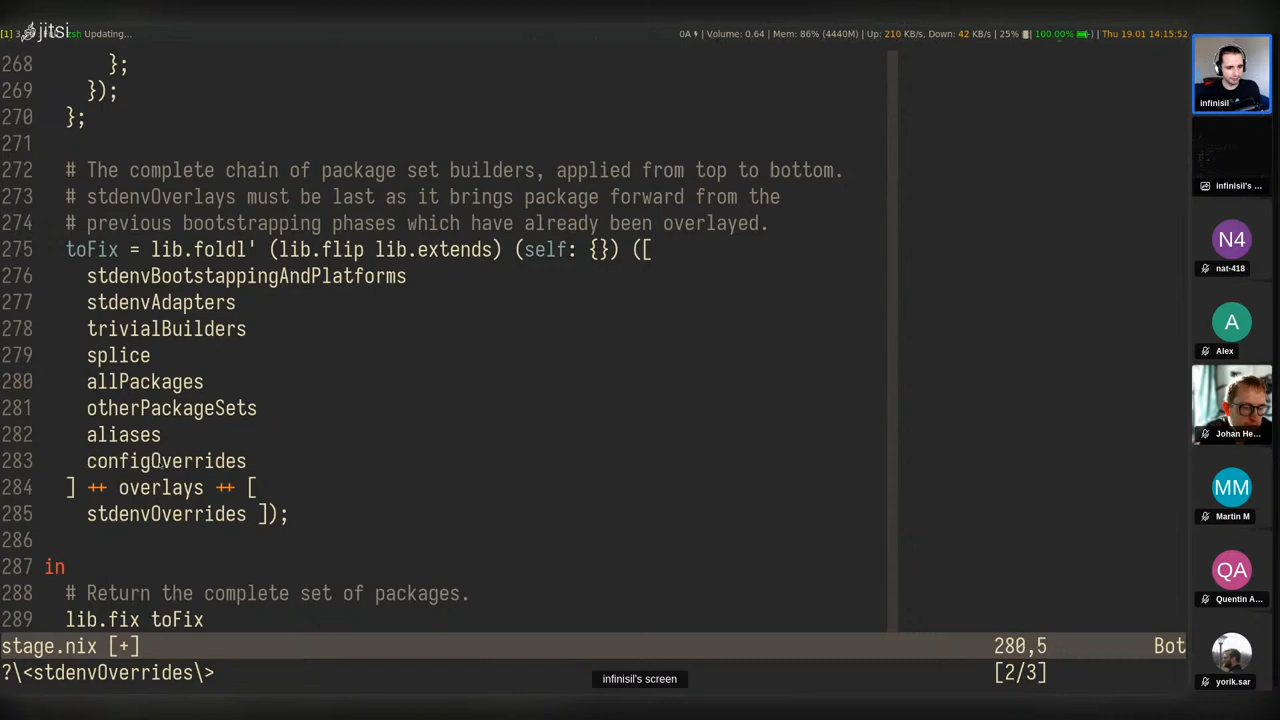 jitsi
[1] 3 zsh Updating... 0A | Volume: 0.64 | Mem: 86% (4440M) | Up: 210 KB/s, Down: 42 KB/s | 25% | 100.00% | Thu 19.01 14:15:52
268 };
269 });
270 };
271
272 # The complete chain of package set builders, applied from top to bottom.
273 # stdenvOverlays must be last as it brings package forward from the
274 # previous bootstrapping phases which have already been overlayed.
275 toFix = lib.foldl' (lib.flip lib.extends) (self: {}) ([
276 stdenvBootstappingAndPlatforms
277 stdenvAdapters
278 trivialBuilders
279 splice
280 allPackages
281 otherPackageSets
282 aliases
283 configOverrides
284 ] ++ overlays ++ [
285 stdenvOverrides ]);
286
287 in
288 # Return the complete set of packages.
289 lib.fix toFix
stage.nix [+] 280,5 Bot
?\<stdenvOverrides\> [2/3]
infinisil's screen
infinisil
infinisil's ...
N4
nat-418
A
Alex
Johan He...
MM
Martin M
QA
Quentin A...
yorik.sar